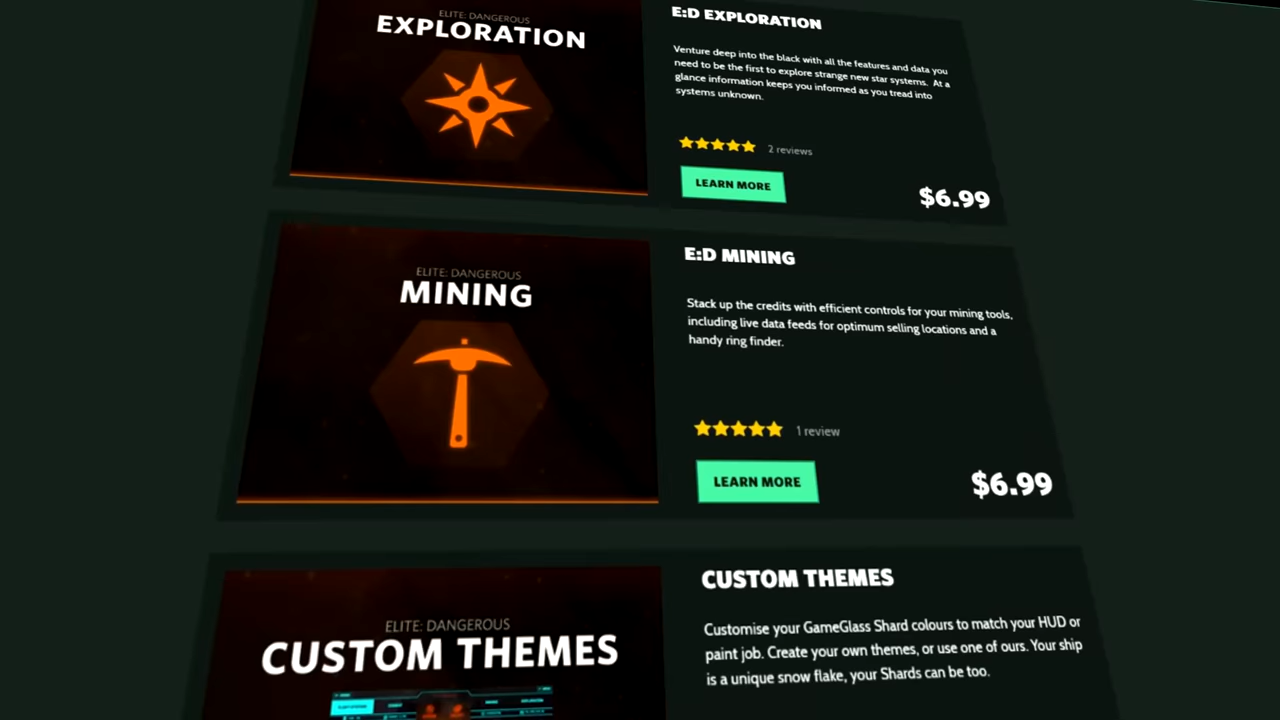 ELITE: DANGEROUS
EXPLORATION
E:D EXPLORATION
Venture deep into the black with all the features and data you
need to be the first to explore strange new star systems. At a
glance information keeps you informed as you tread into
systems unknown.
2 reviews
LEARN MORE
$6.99
ELITE: DANGEROUS
MINING
E:D MINING
Stack up the credits with efficient controls for your mining tools,
including live data feeds for optimum selling locations and a
handy ring finder.
1 review
LEARN MORE
$6.99
ELITE: DANGEROUS
CUSTOM THEMES
CUSTOM THEMES
Customise your GameGlass Shard colours to match your HUD or
paint job. Create your own themes, or use one of ours. Your ship
is a unique snow flake, your Shards can be too.